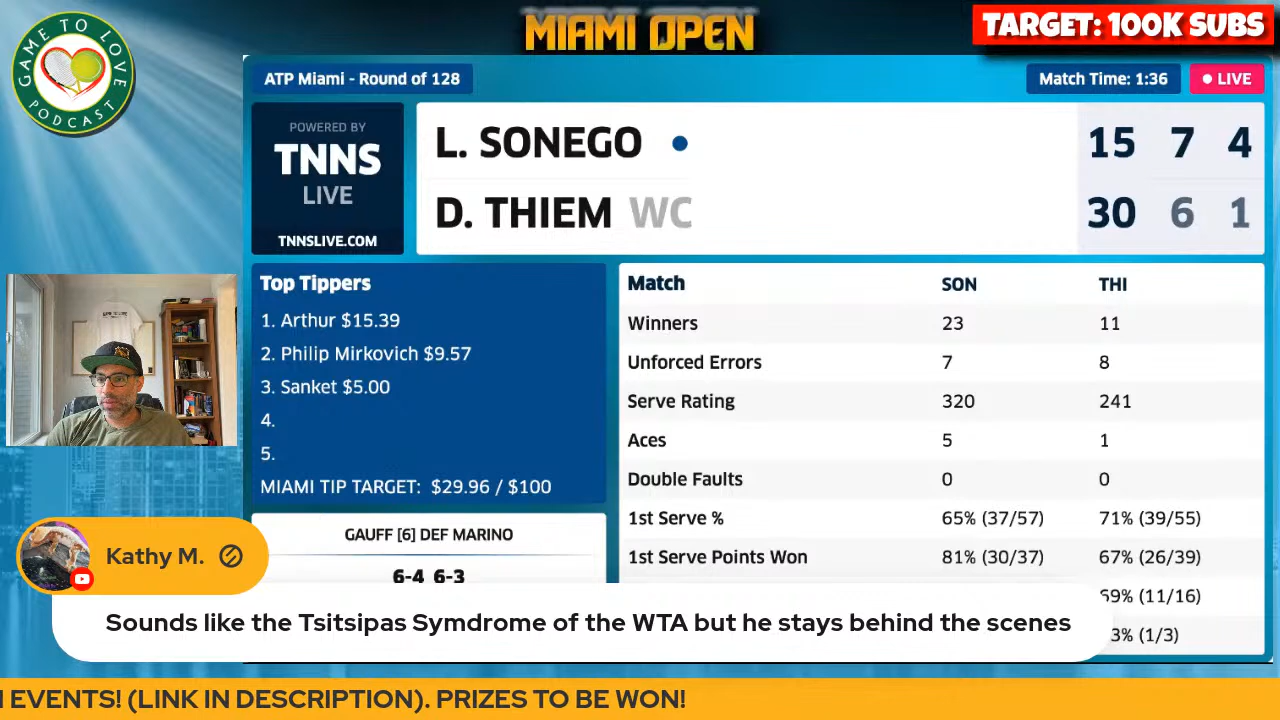 GAME TO LOVE
PODCAST
MIAMI OPEN
TARGET: 100K SUBS
ATP Miami - Round of 128
Match Time: 1:36
LIVE
POWERED BY
TNNS
LIVE
TNNSLIVE.COM
L. SONEGO 15 7 4
D. THIEM WC 30 6 1
Top Tippers
1. Arthur $15.39
2. Philip Mirkovich $9.57
3. Sanket $5.00
4.
5.
MIAMI TIP TARGET: $29.96 / $100
GAUFF [6] DEF MARINO
6-4 6-3
Match SON THI
Winners 23 11
Unforced Errors 7 8
Serve Rating 320 241
Aces 5 1
Double Faults 0 0
1st Serve % 65% (37/57) 71% (39/55)
1st Serve Points Won 81% (30/37) 67% (26/39)
69% (11/16)
3% (1/3)
Kathy M.
Sounds like the Tsitsipas Symdrome of the WTA but he stays behind the scenes
EVENTS! (LINK IN DESCRIPTION). PRIZES TO BE WON!